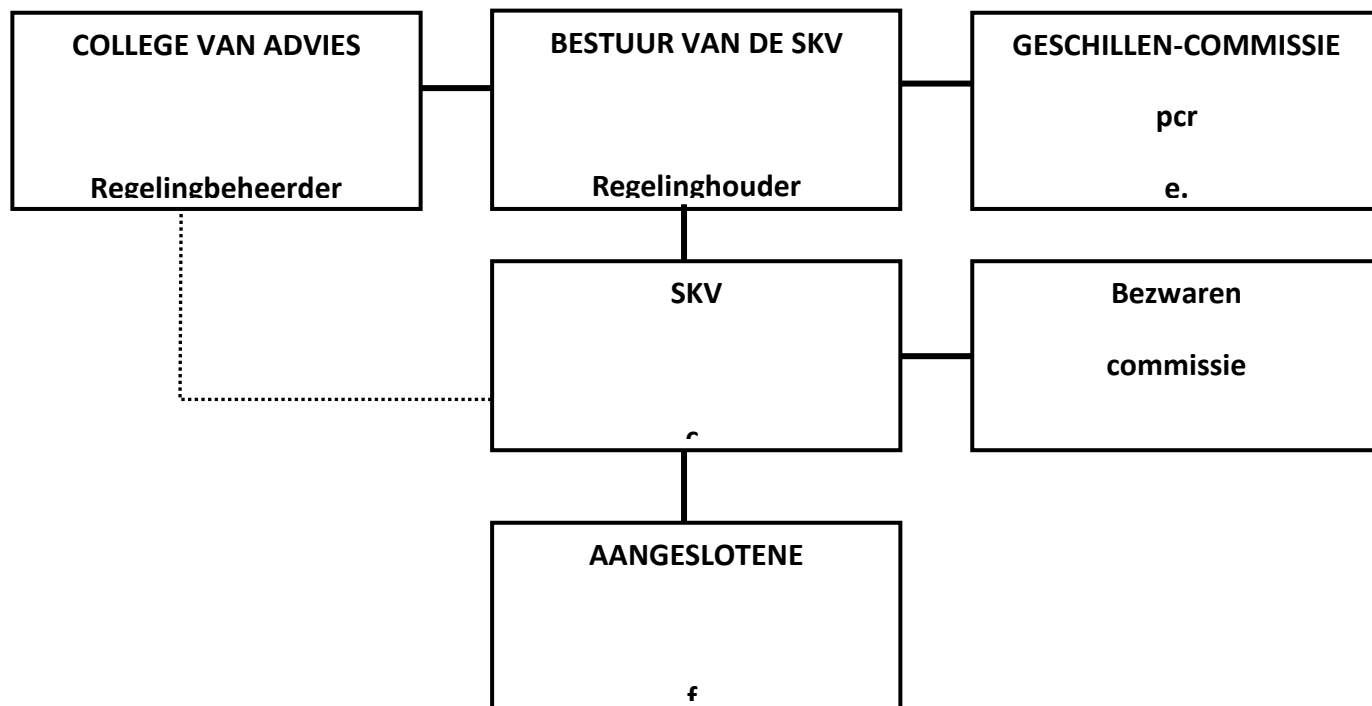 COLLEGE VAN ADVIES
Regelingbeheerder
BESTUUR VAN DE SKV
Regelinghouder
GESCHILLEN-COMMISSIE
pcr
e.
SKV
c
Bezwaren
commissie
AANGESLOTENE
f